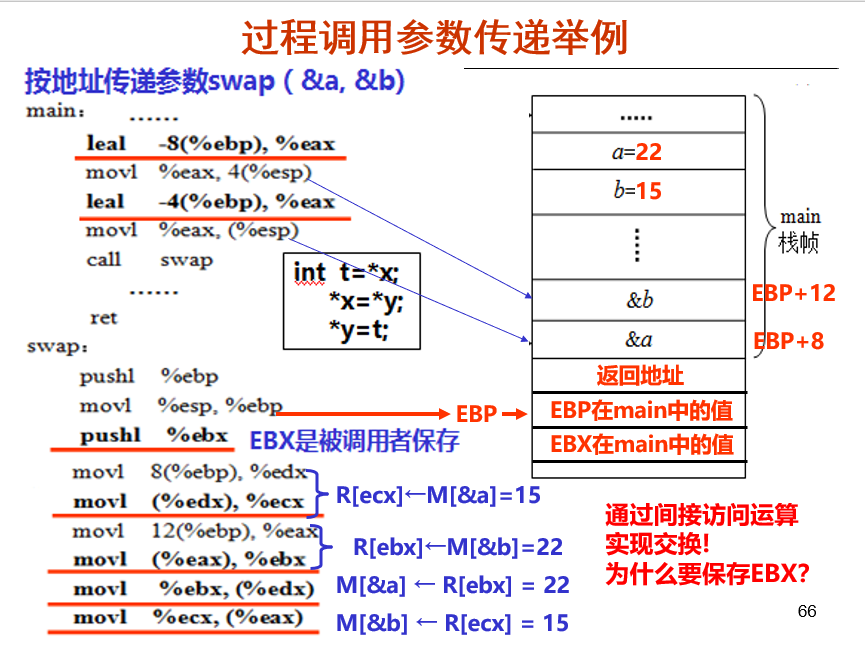 过程调用参数传递举例
按地址传递参数swap ( &a, &b)
main:
……
leal -8(%ebp), %eax
movl %eax, 4(%esp)
leal -4(%ebp), %eax
movl %eax, (%esp)
call swap
……
ret
swap:
pushl %ebp
movl %esp, %ebp
pushl %ebx
EBX是被调用者保存
movl 8(%ebp), %edx
movl (%edx), %ecx
R[ecx]←M[&a]=15
movl 12(%ebp), %eax
movl (%eax), %ebx
R[ebx]←M[&b]=22
movl %ebx, (%edx)
M[&a] ← R[ebx] = 22
movl %ecx, (%eax)
M[&b] ← R[ecx] = 15
int t=*x;
*x=*y;
*y=t;
.....
a=22
b=15
main
栈帧
&b
EBP+12
&a
EBP+8
返回地址
EBP
EBP在main中的值
EBX在main中的值
通过间接访问运算
实现交换!
为什么要保存EBX?
66